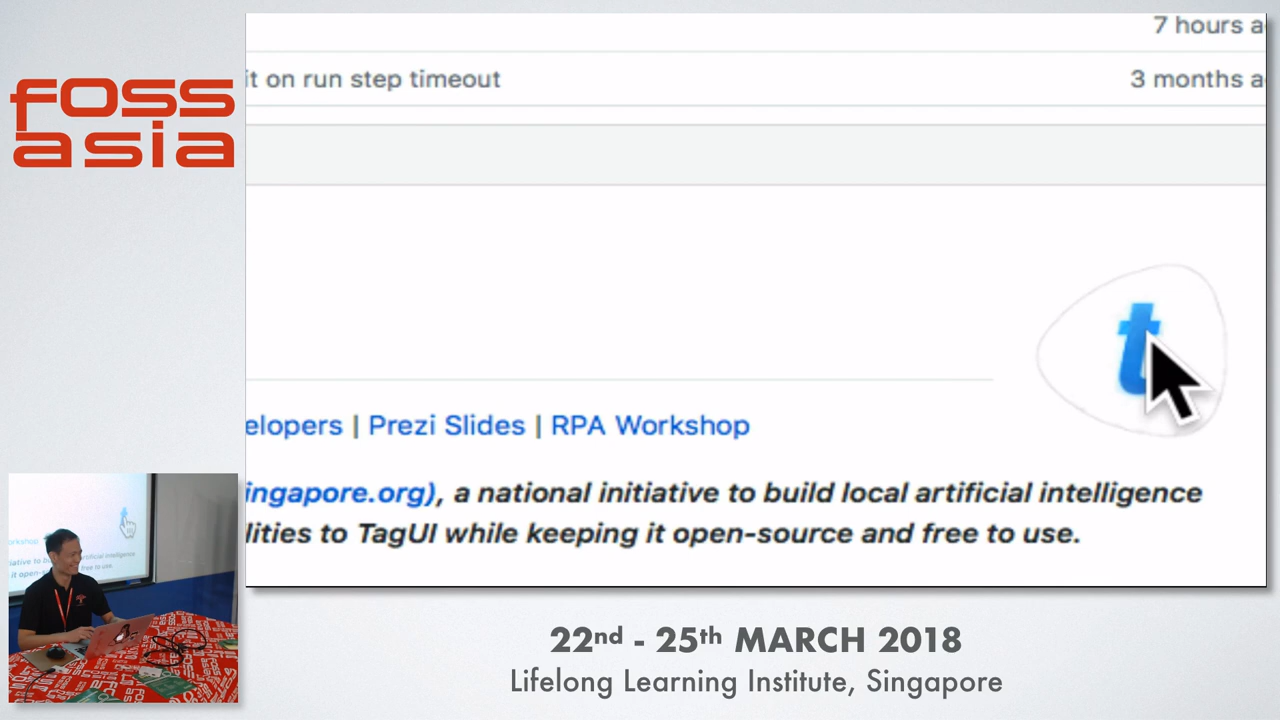 foss
asia
7 hours a
it on run step timeout
3 months a
t
elopers | Prezi Slides | RPA Workshop
ingapore.org), a national initiative to build local artificial intelligence
lities to TagUI while keeping it open-source and free to use.
22nd - 25th MARCH 2018
Lifelong Learning Institute, Singapore